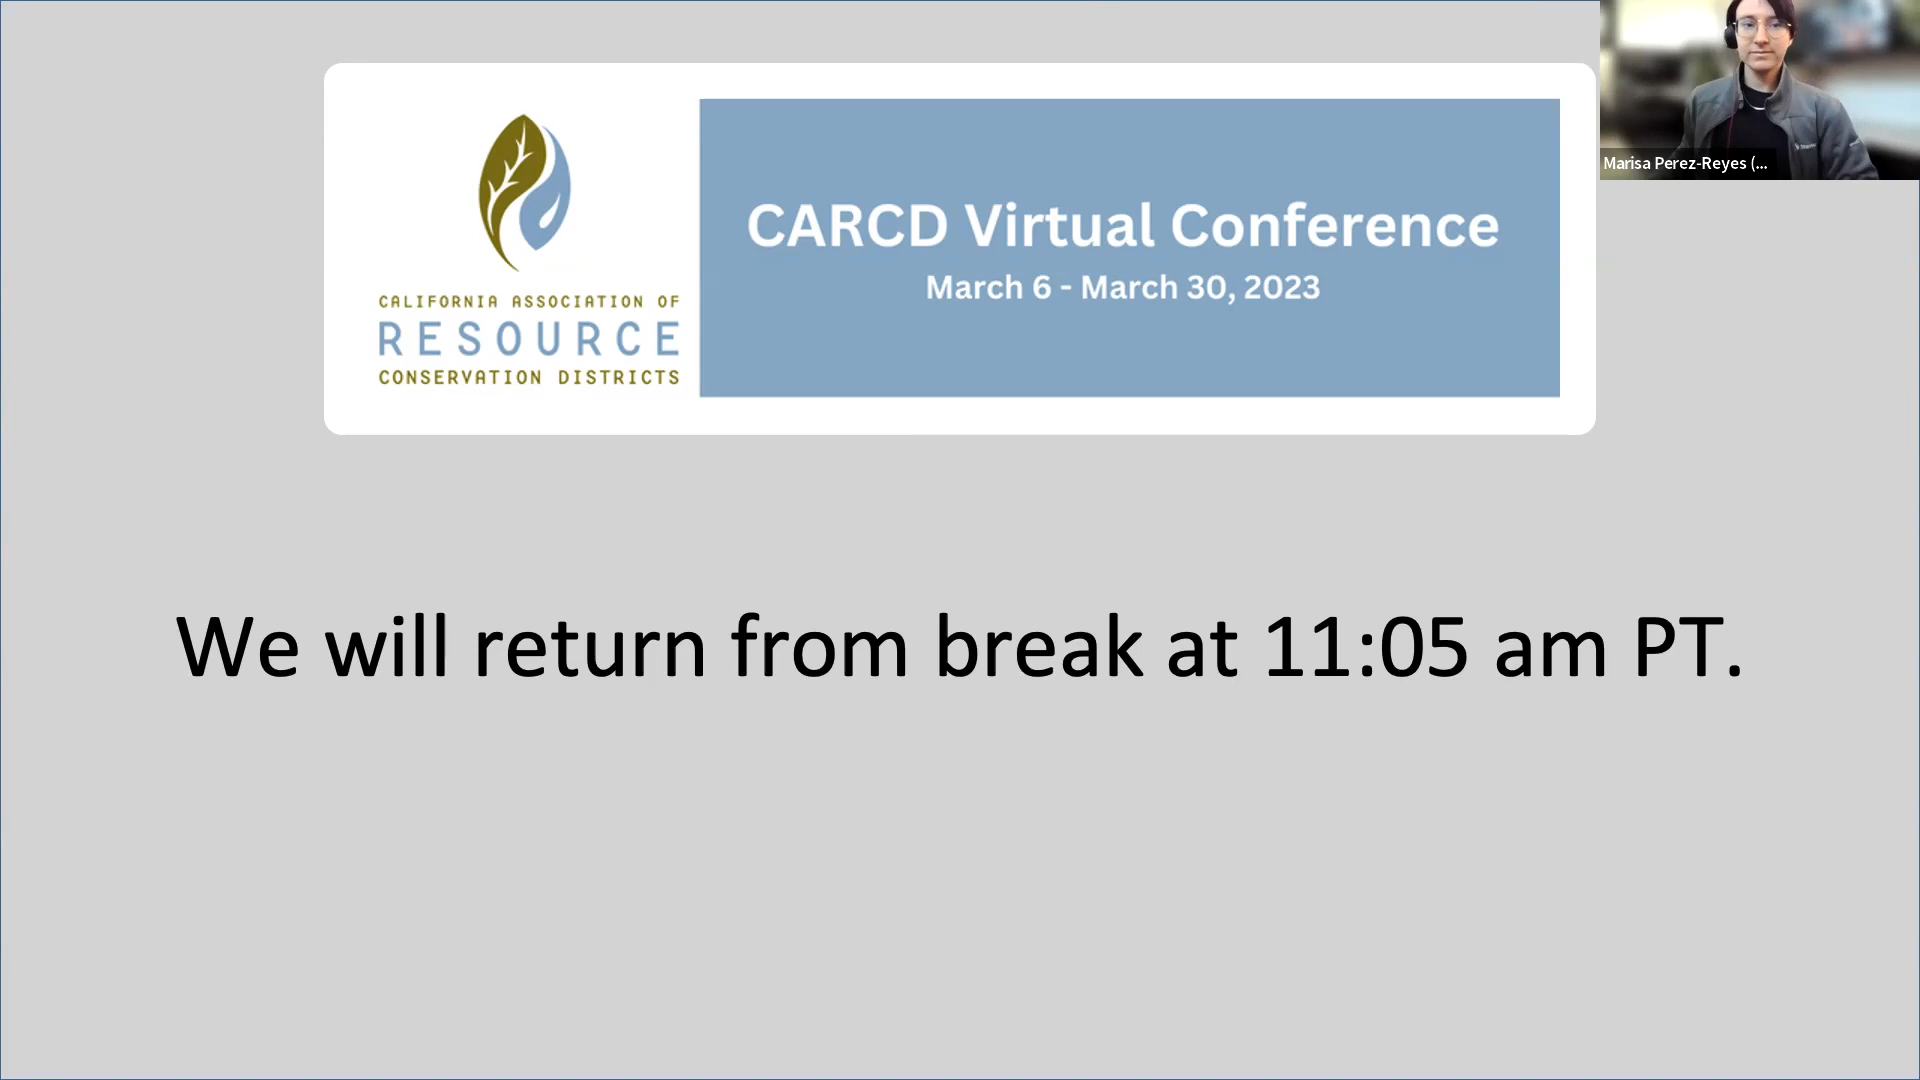 CALIFORNIA ASSOCIATION OF
RESOURCE
CONSERVATION DISTRICTS
CARCD Virtual Conference
March 6 - March 30, 2023
Marisa Perez-Reyes (...
We will return from break at 11:05 am PT.